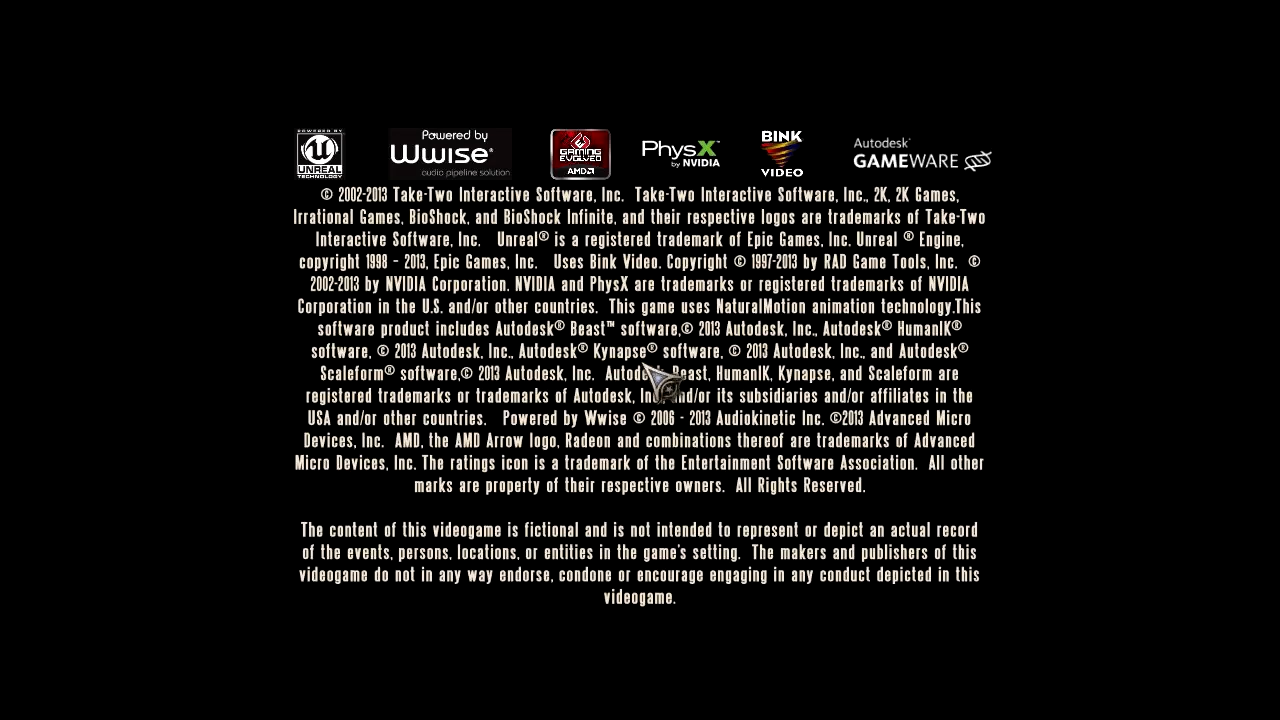 POWERED BY
UNREAL
TECHNOLOGY
Powered by
Wwise®
audio pipeline solution
GAMING
EVOLVED
AMD
PhysX™
by NVIDIA
BINK
VIDEO
Autodesk®
GAMEWARE
© 2002-2013 Take-Two Interactive Software, Inc.  Take-Two Interactive Software, Inc., 2K, 2K Games,
Irrational Games, BioShock, and BioShock Infinite, and their respective logos are trademarks of Take-Two
Interactive Software, Inc.   Unreal® is a registered trademark of Epic Games, Inc. Unreal ® Engine,
copyright 1998 – 2013, Epic Games, Inc.   Uses Bink Video. Copyright © 1997-2013 by RAD Game Tools, Inc.  ©
2002-2013 by NVIDIA Corporation. NVIDIA and PhysX are trademarks or registered trademarks of NVIDIA
Corporation in the U.S. and/or other countries.  This game uses NaturalMotion animation technology.This
software product includes Autodesk® Beast™ software,© 2013 Autodesk, Inc., Autodesk® HumanIK®
software, © 2013 Autodesk, Inc., Autodesk® Kynapse® software, © 2013 Autodesk, Inc., and Autodesk®
Scaleform® software,© 2013 Autodesk, Inc.  Autodesk Beast, HumanIK, Kynapse, and Scaleform are
registered trademarks or trademarks of Autodesk, Inc. and/or its subsidiaries and/or affiliates in the
USA and/or other countries.   Powered by Wwise © 2006 - 2013 Audiokinetic Inc. ©2013 Advanced Micro
Devices, Inc.  AMD, the AMD Arrow logo, Radeon and combinations thereof are trademarks of Advanced
Micro Devices, Inc. The ratings icon is a trademark of the Entertainment Software Association.  All other
marks are property of their respective owners.  All Rights Reserved.
The content of this videogame is fictional and is not intended to represent or depict an actual record
of the events, persons, locations, or entities in the game's setting.  The makers and publishers of this
videogame do not in any way endorse, condone or encourage engaging in any conduct depicted in this
videogame.